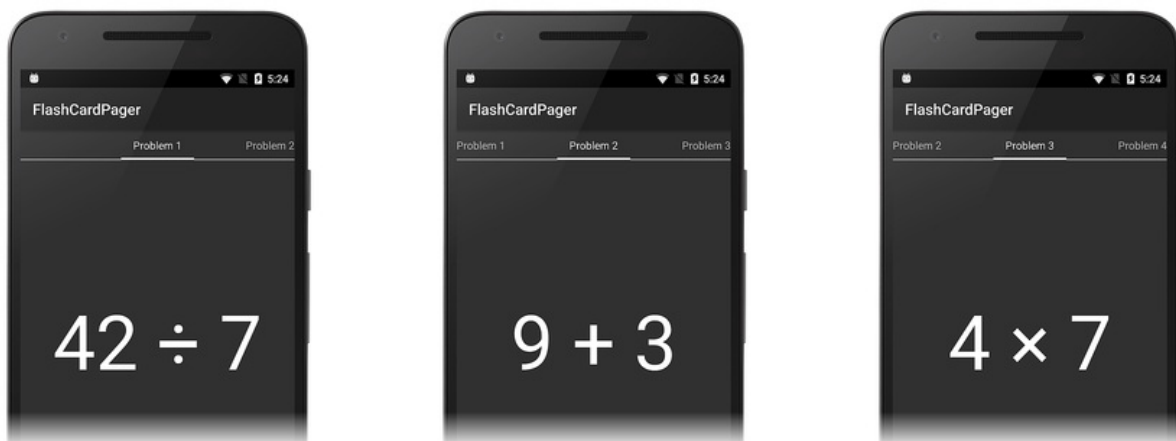 5:24
FlashCardPager
Problem 1
Problem 2
42 ÷ 7
5:24
FlashCardPager
Problem 1
Problem 2
Problem 3
9 + 3
5:24
FlashCardPager
Problem 2
Problem 3
Problem 4
4 × 7